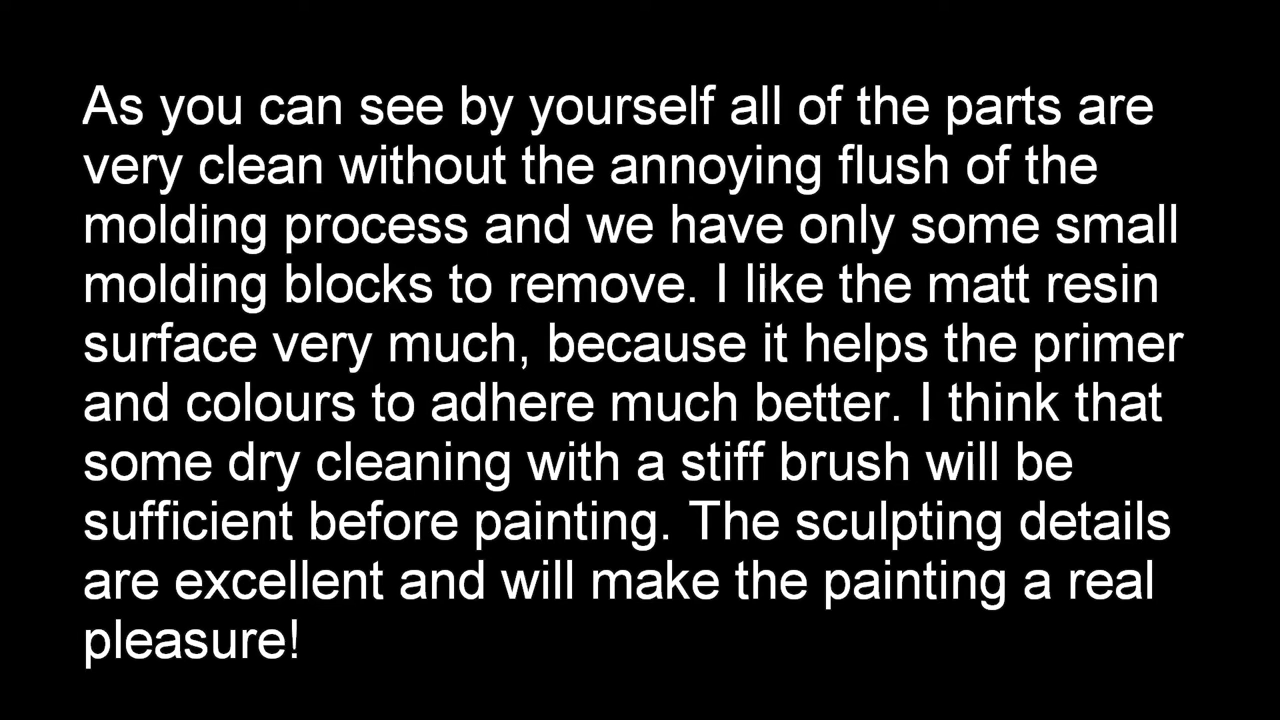 As you can see by yourself all of the parts are
very clean without the annoying flush of the
molding process and we have only some small
molding blocks to remove. I like the matt resin
surface very much, because it helps the primer
and colours to adhere much better. I think that
some dry cleaning with a stiff brush will be
sufficient before painting. The sculpting details
are excellent and will make the painting a real
pleasure!